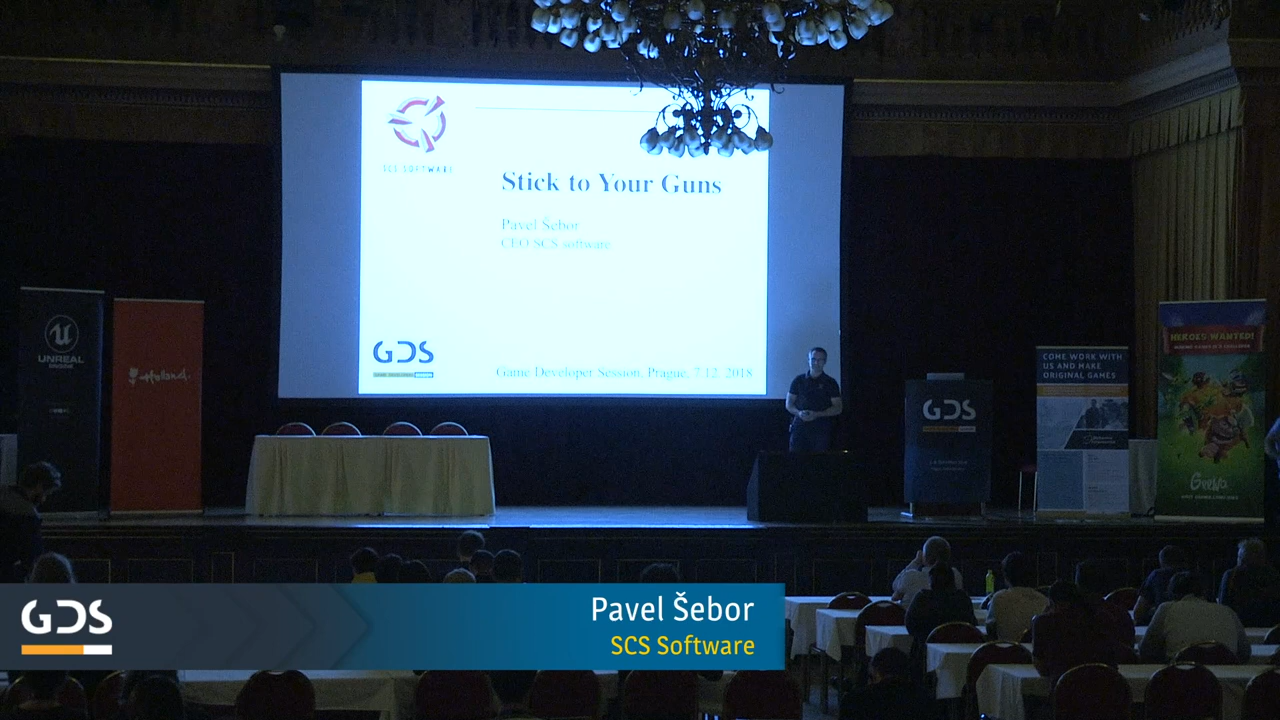 SCS SOFTWARE
Stick to Your Guns
Pavel Šebor
CEO SCS software
GDS
Game Developer Session, Prague, 7.12. 2018
UNREAL
ENGINE
Holland.
GDS
COME WORK WITH
US AND MAKE
ORIGINAL GAMES
HEROES WANTED!
Geewa
GDS
Pavel Šebor
SCS Software